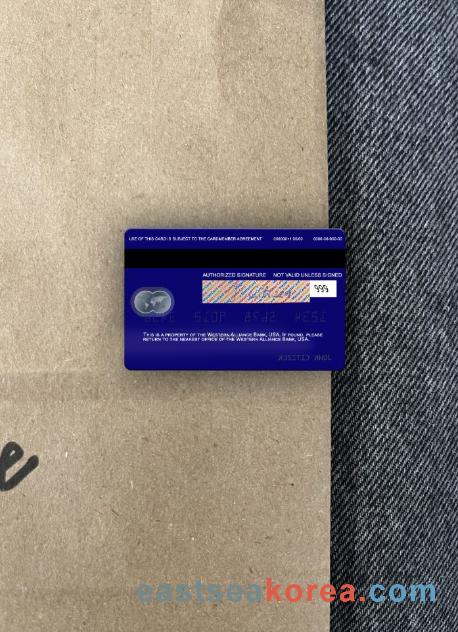 USE OF THIS CARD IS SUBJECT TO THE CARDMEMBER AGREEMENT
AUTHORIZED SIGNATURE NOT VALID UNLESS SIGNED
999
THIS IS A PROPERTY OF THE WESTERN ALLIANCE BANK, USA. IF FOUND, PLEASE
RETURN TO THE NEAREST OFFICE OF THE WESTERN ALLIANCE BANK, USA.
JOHN CITIZEN
e
eastseakorea.com